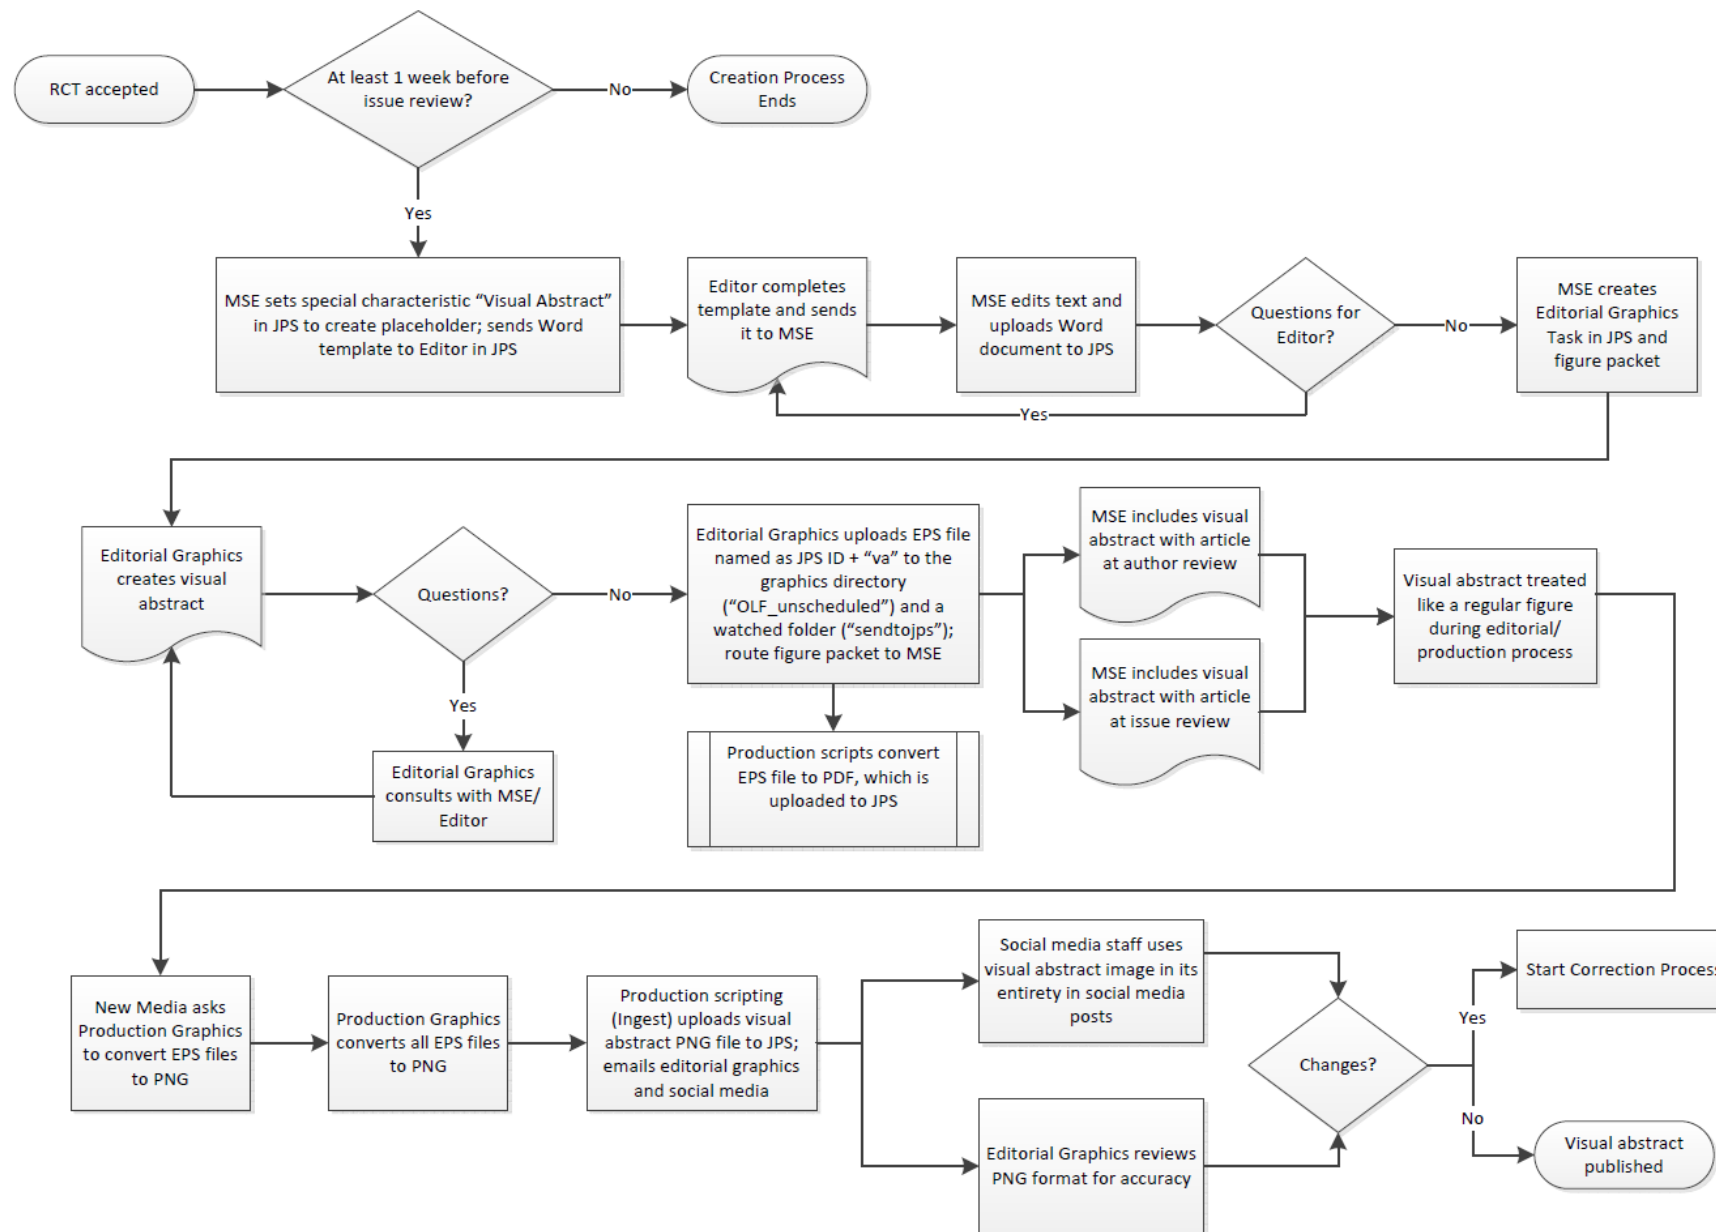 RCT accepted
At least 1 week before
issue review?
No
Creation Process
Ends
Yes
MSE sets special characteristic “Visual Abstract”
in JPS to create placeholder; sends Word
template to Editor in JPS
Editor completes
template and sends
it to MSE
MSE edits text and
uploads Word
document to JPS
Questions for
Editor?
No
MSE creates
Editorial Graphics
Task in JPS and
figure packet
Yes
Editorial Graphics
creates visual
abstract
Questions?
No
Editorial Graphics uploads EPS file
named as JPS ID + “va” to the
graphics directory
(“OLF_unscheduled”) and a
watched folder (“sendtojps”);
route figure packet to MSE
MSE includes visual
abstract with article
at author review
Visual abstract treated
like a regular figure
during editorial/
production process
MSE includes visual
abstract with article
at issue review
Yes
Editorial Graphics
consults with MSE/
Editor
Production scripts convert
EPS file to PDF, which is
uploaded to JPS
New Media asks
Production Graphics
to convert EPS files
to PNG
Production Graphics
converts all EPS files
to PNG
Production scripting
(Ingest) uploads visual
abstract PNG file to JPS;
emails editorial graphics
and social media
Social media staff uses
visual abstract image in its
entirety in social media
posts
Editorial Graphics reviews
PNG format for accuracy
Changes?
Yes
Start Correction Process
No
Visual abstract
published